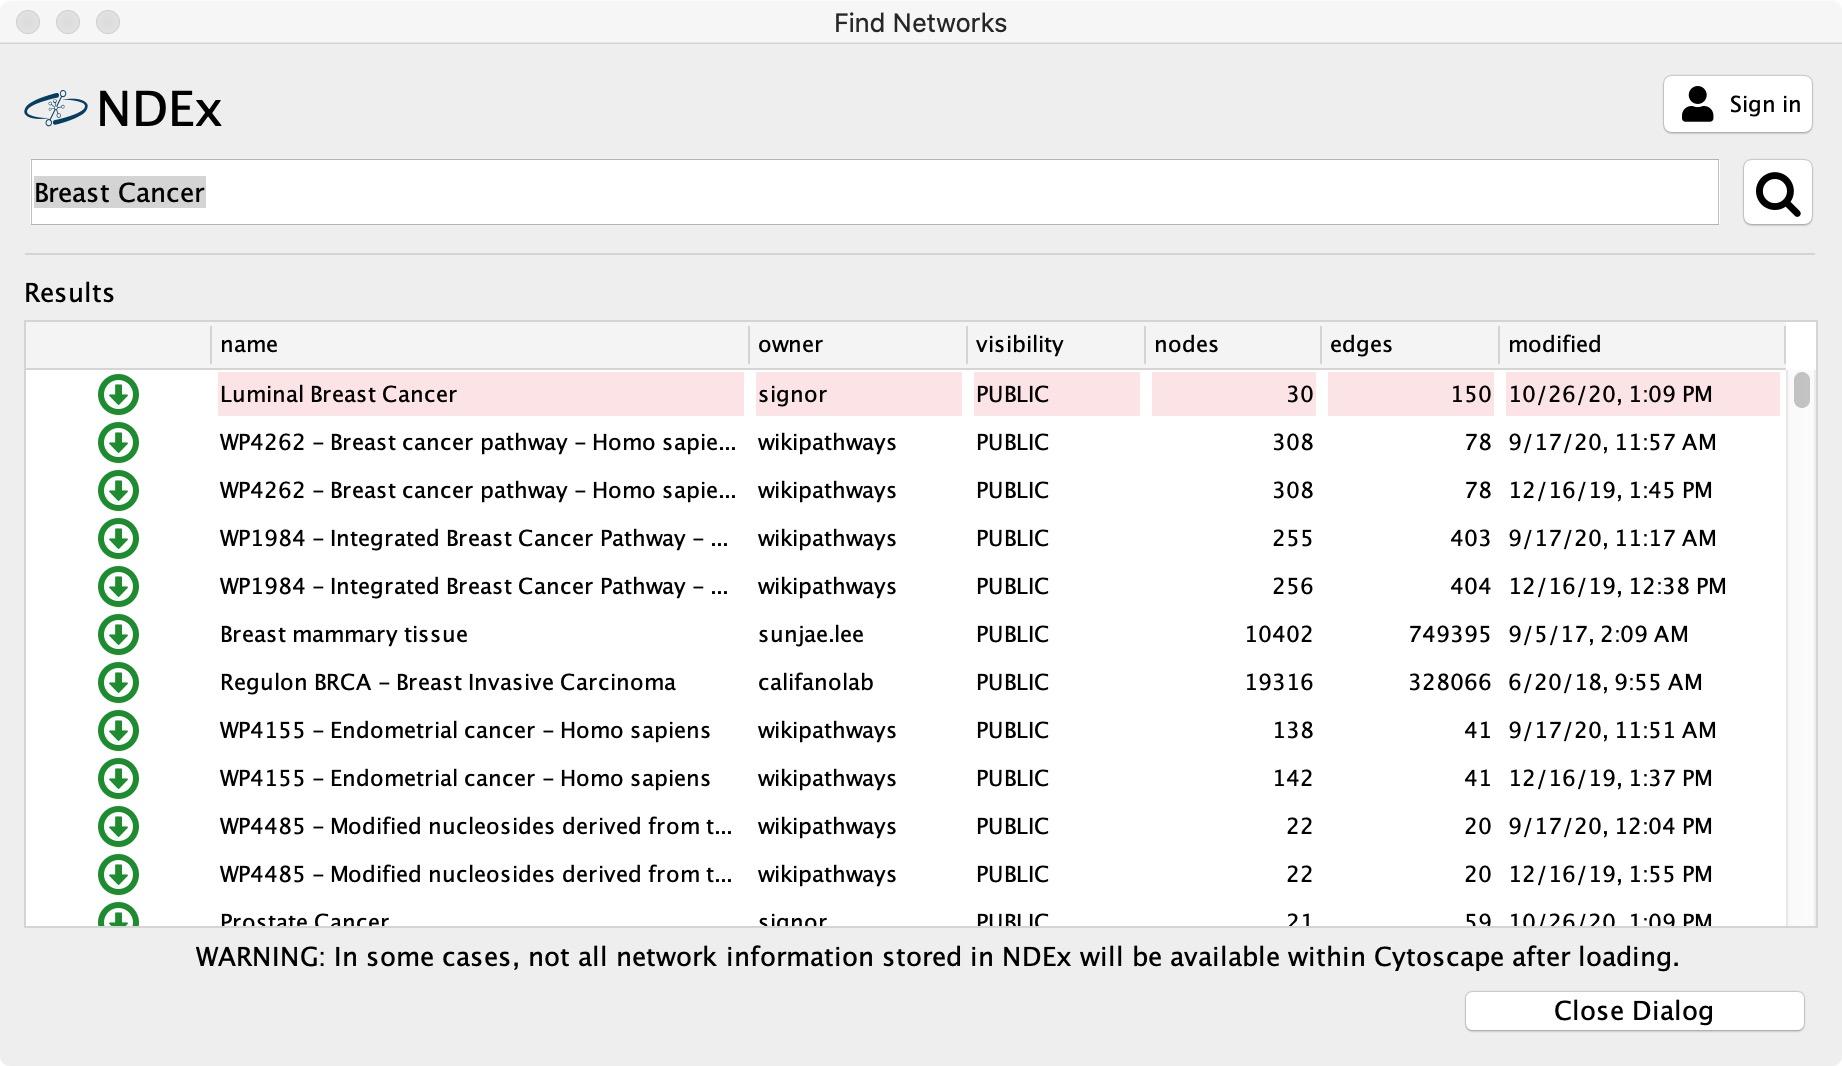 Find Networks
NDEx
Sign in
Breast Cancer
Results
name owner visibility nodes edges modified
Luminal Breast Cancer signor PUBLIC 30 150 10/26/20, 1:09 PM
WP4262 – Breast cancer pathway – Homo sapie... wikipathways PUBLIC 308 78 9/17/20, 11:57 AM
WP4262 – Breast cancer pathway – Homo sapie... wikipathways PUBLIC 308 78 12/16/19, 1:45 PM
WP1984 – Integrated Breast Cancer Pathway – ... wikipathways PUBLIC 255 403 9/17/20, 11:17 AM
WP1984 – Integrated Breast Cancer Pathway – ... wikipathways PUBLIC 256 404 12/16/19, 12:38 PM
Breast mammary tissue sunjae.lee PUBLIC 10402 749395 9/5/17, 2:09 AM
Regulon BRCA – Breast Invasive Carcinoma califanolab PUBLIC 19316 328066 6/20/18, 9:55 AM
WP4155 – Endometrial cancer – Homo sapiens wikipathways PUBLIC 138 41 9/17/20, 11:51 AM
WP4155 – Endometrial cancer – Homo sapiens wikipathways PUBLIC 142 41 12/16/19, 1:37 PM
WP4485 – Modified nucleosides derived from t... wikipathways PUBLIC 22 20 9/17/20, 12:04 PM
WP4485 – Modified nucleosides derived from t... wikipathways PUBLIC 22 20 12/16/19, 1:55 PM
Prostate Cancer signor PUBLIC 21 59 10/26/20, 1:09 PM
WARNING: In some cases, not all network information stored in NDEx will be available within Cytoscape after loading.
Close Dialog